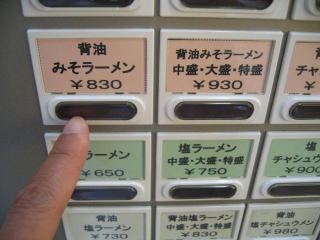 背油
みそラーメン
¥830
背油みそラーメン
中盛・大盛・特盛
¥930
チャ
¥
ラーメン
¥650
塩ラーメン
中盛・大盛・特盛
¥750
塩
チャシュウメン
¥900
背油
塩ラーメン
¥730
背油塩ラーメン
中盛・大盛・特盛
¥830
背油
塩チャシュウメン
¥980